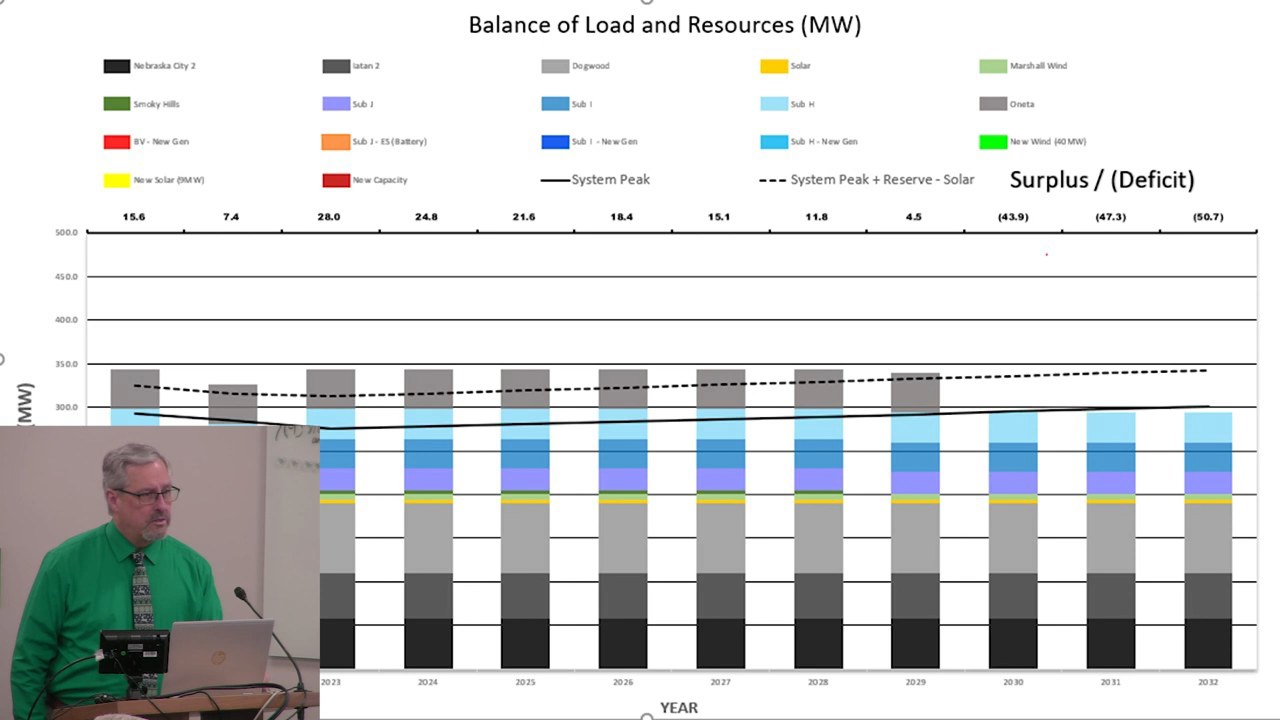 Balance of Load and Resources (MW)
Nebraska City 2 Iatan 2 Dogwood Solar Marshall Wind
Smoky Hills Sub J Sub I Sub H Oneta
BV - New Gen Sub J - ES (Battery) Sub I - New Gen Sub H - New Gen New Wind (40 MW)
New Solar (9MW) New Capacity System Peak System Peak + Reserve - Solar Surplus / (Deficit)
15.6 7.4 28.0 24.8 21.6 18.4 15.1 11.8 4.5 (43.9) (47.3) (50.7)
500.0
450.0
400.0
350.0
300.0
(MW)
2023 2024 2025 2026 2027 2028 2029 2030 2031 2032
YEAR